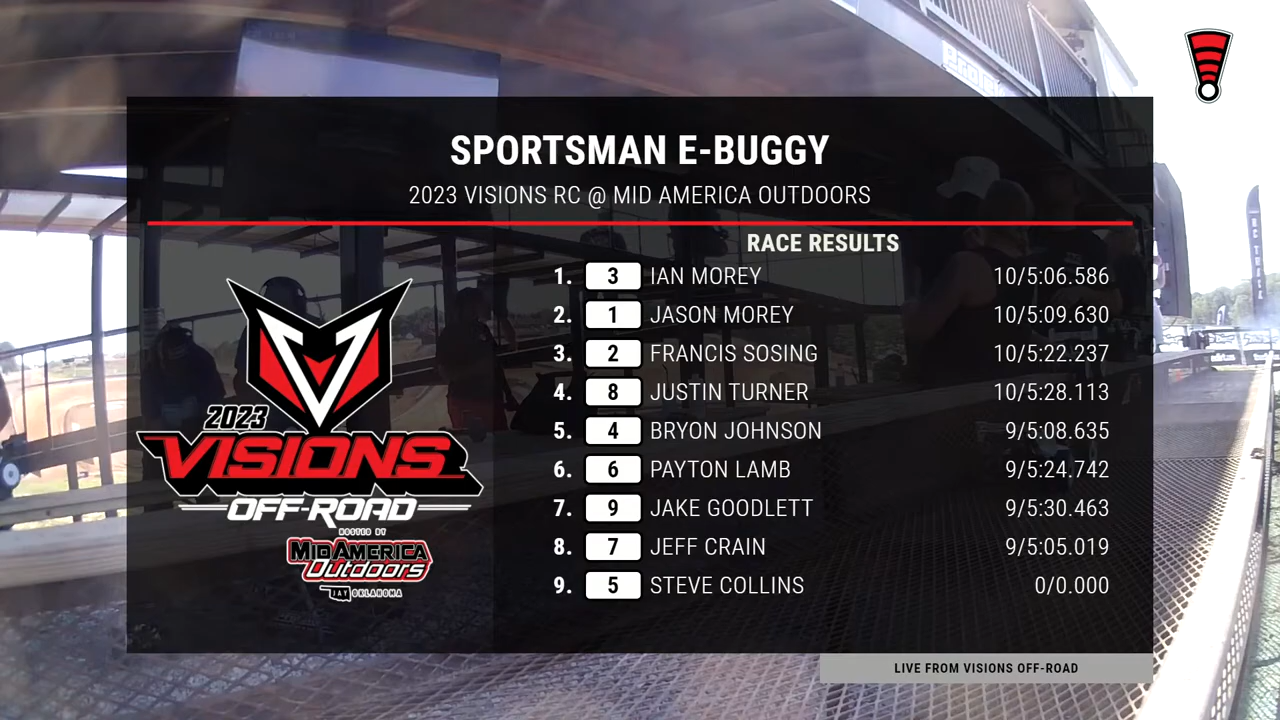 SPORTSMAN E-BUGGY
2023 VISIONS RC @ MID AMERICA OUTDOORS
RACE RESULTS
1. 3 IAN MOREY 10/5:06.586
2. 1 JASON MOREY 10/5:09.630
3. 2 FRANCIS SOSING 10/5:22.237
4. 8 JUSTIN TURNER 10/5:28.113
5. 4 BRYON JOHNSON 9/5:08.635
6. 6 PAYTON LAMB 9/5:24.742
7. 9 JAKE GOODLETT 9/5:30.463
8. 7 JEFF CRAIN 9/5:05.019
9. 5 STEVE COLLINS 0/0.000
2023
VISIONS
OFF-ROAD
HOSTED BY
MIDAMERICA
Outdoors
JAY OKLAHOMA
LIVE FROM VISIONS OFF-ROAD